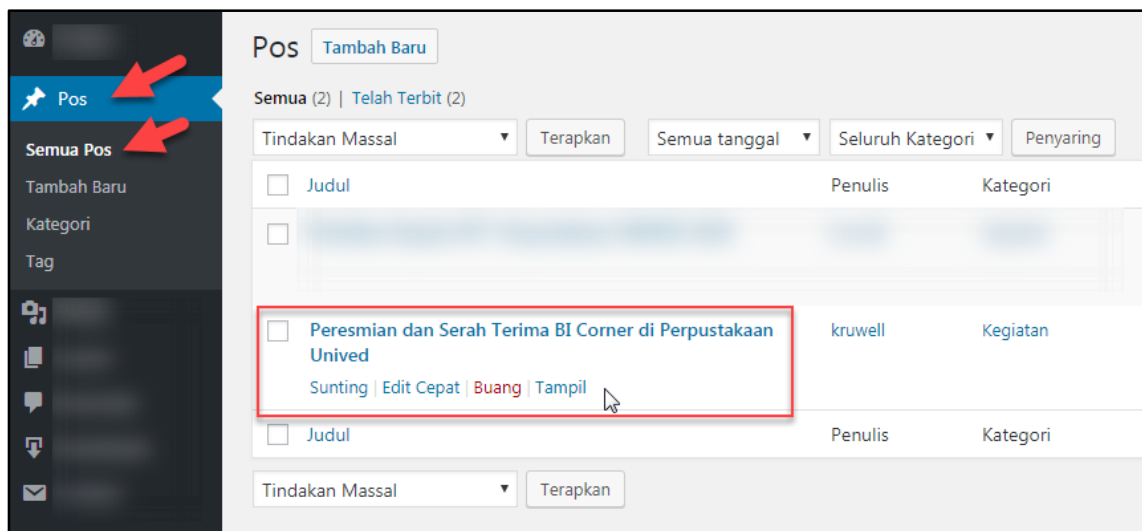 Pos Tambah Baru
Pos
Semua (2) | Telah Terbit (2)
Semua Pos
Tindakan Massal Terapkan Semua tanggal Seluruh Kategori Penyaring
Tambah Baru
Judul Penulis Kategori
Kategori
Tag
Peresmian dan Serah Terima BI Corner di Perpustakaan kruwell Kegiatan
Unived
Sunting | Edit Cepat | Buang | Tampil
Judul Penulis Kategori
Tindakan Massal Terapkan